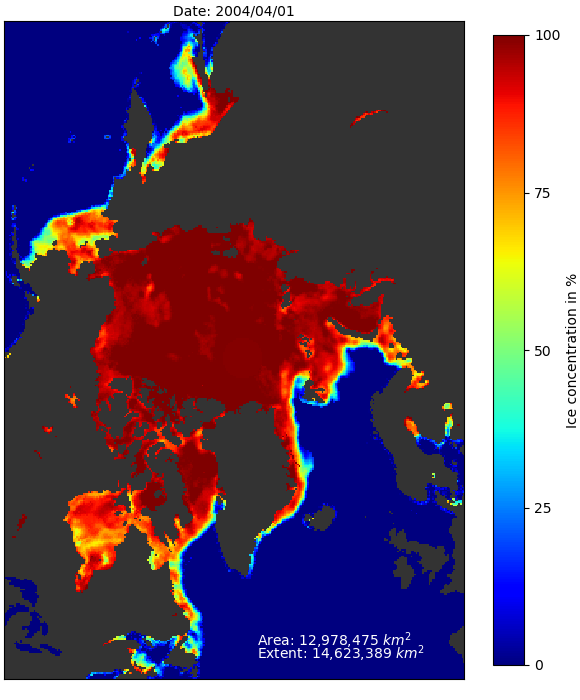 Date: 2004/04/01
100
75
50
25
0
Ice concentration in %
Area: 12,978,475 km²
Extent: 14,623,389 km²